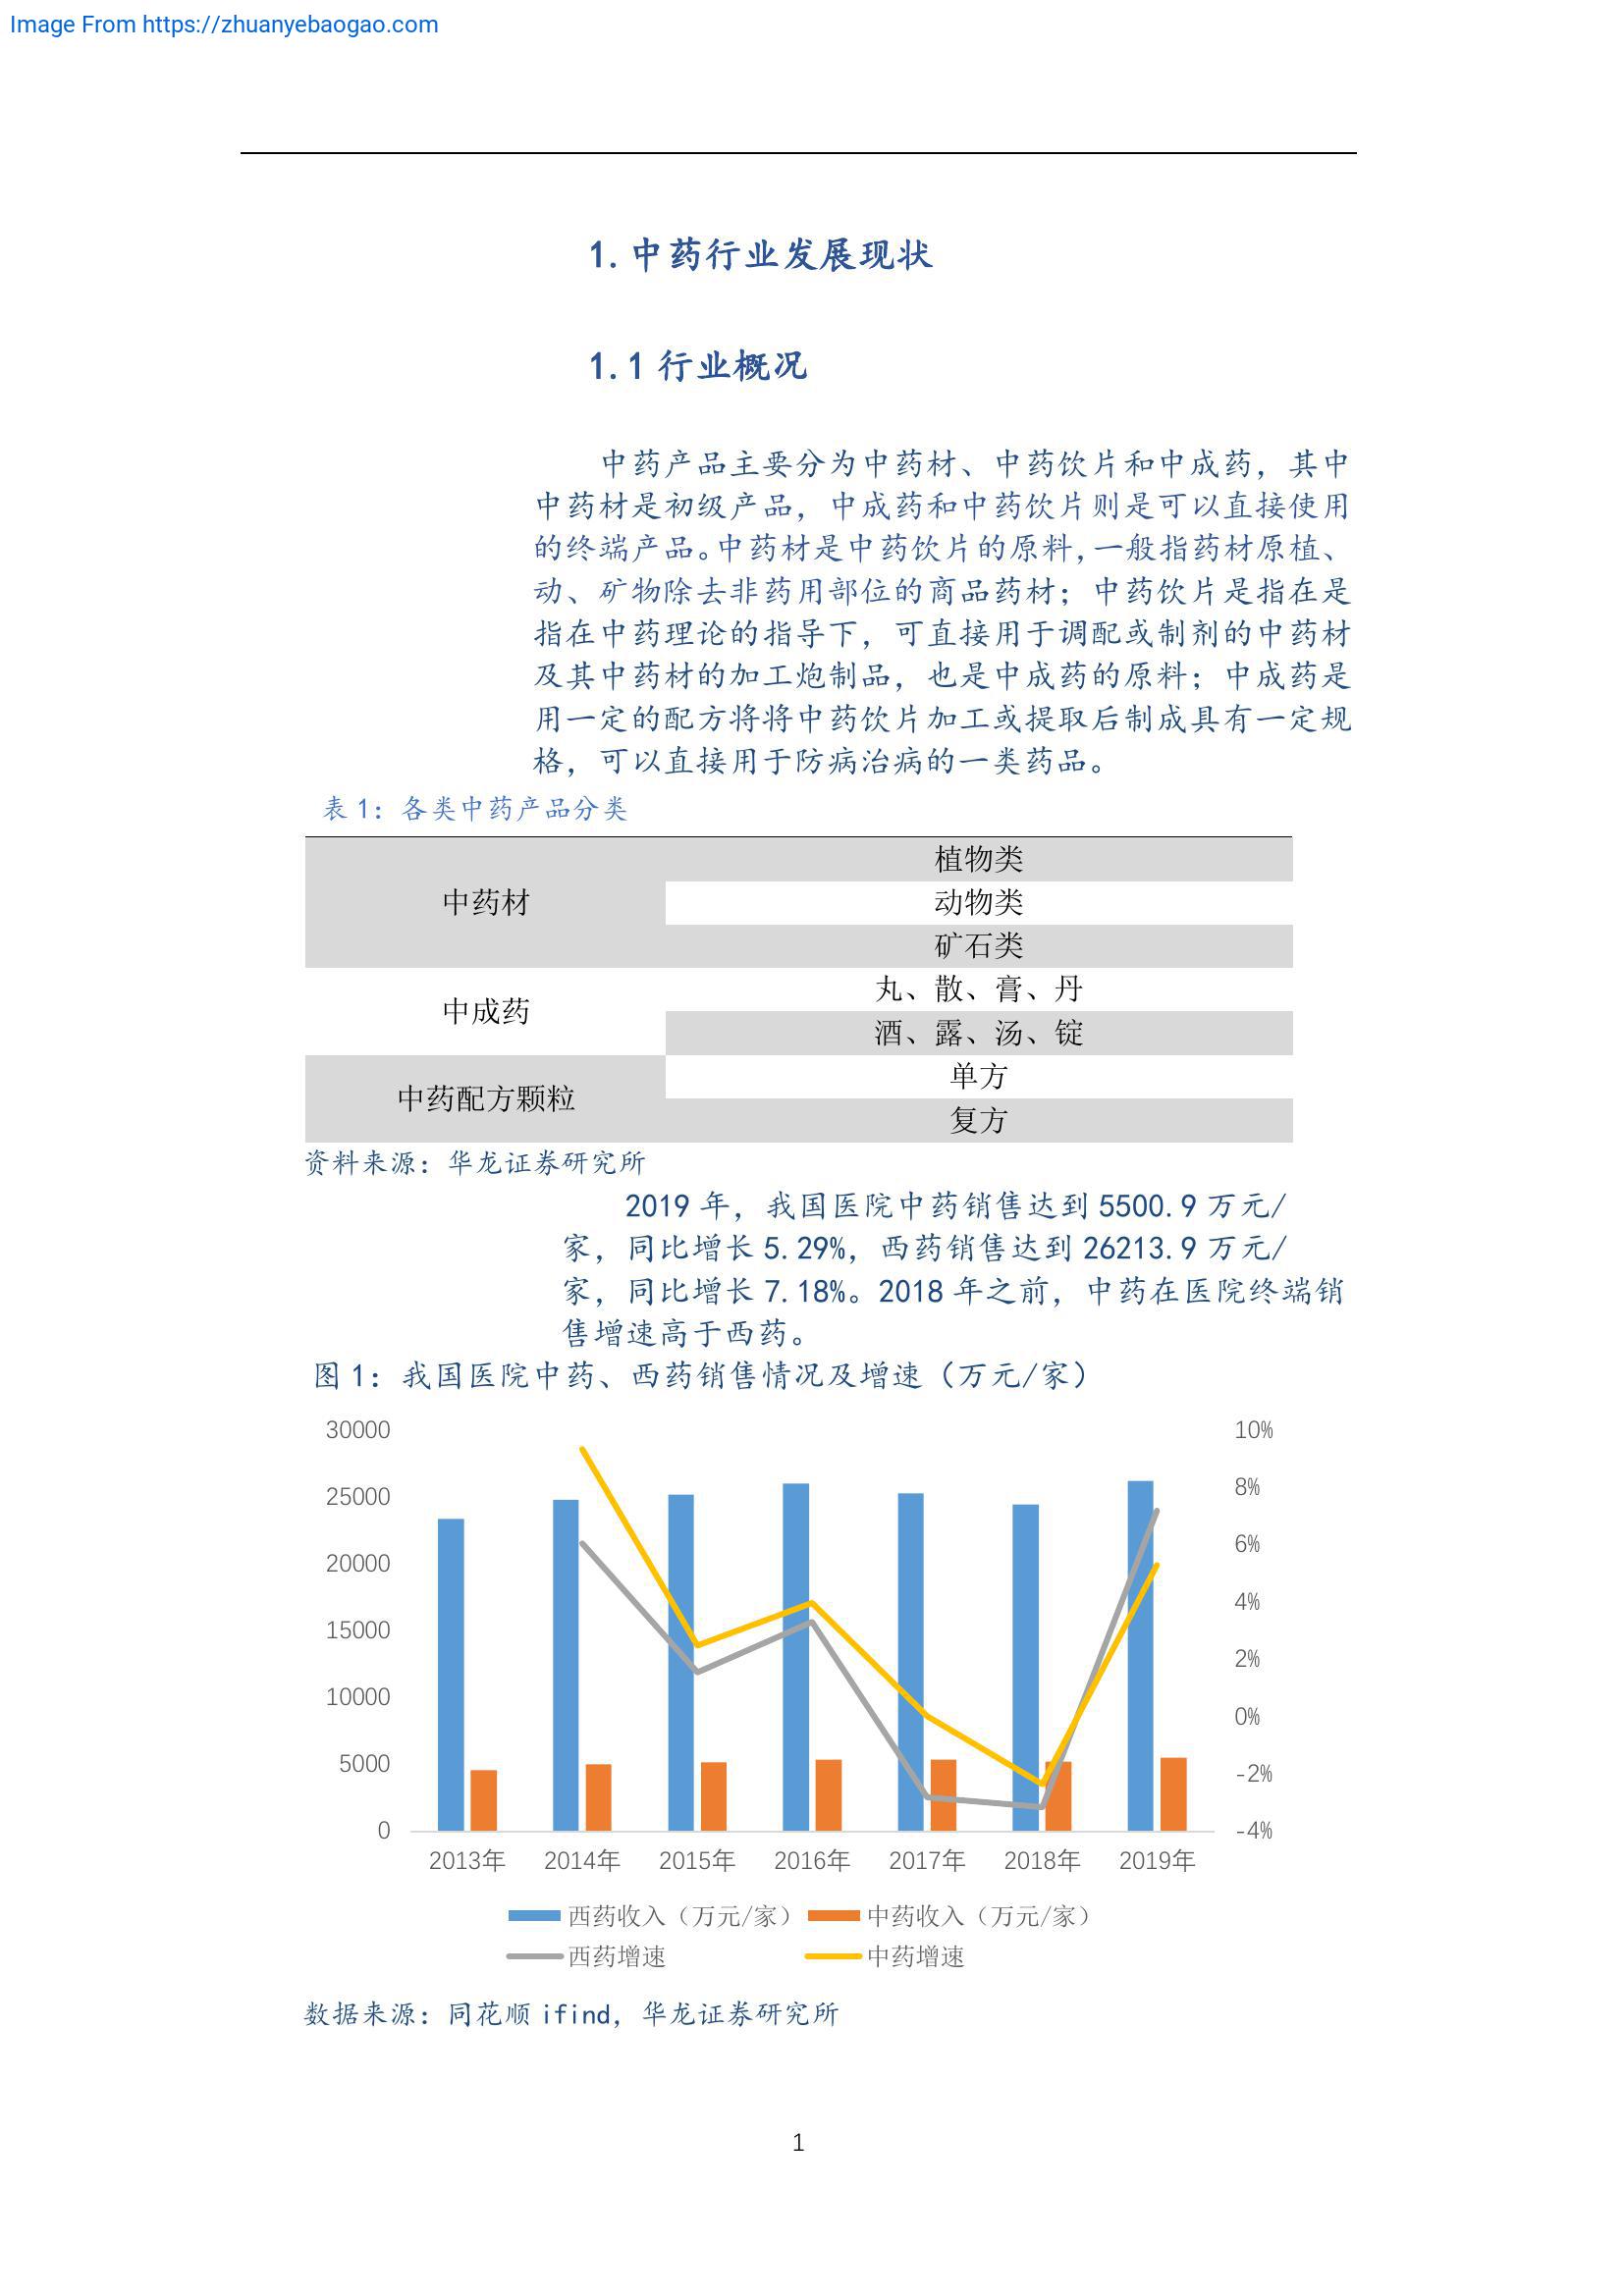 Image From https://zhuanyebaogao.com
1.中药行业发展现状
1.1 行业概况
中药产品主要分为中药材、中药饮片和中成药，其中
中药材是初级产品，中成药和中药饮片则是可以直接使用
的终端产品。中药材是中药饮片的原料，一般指药材原植、
动、矿物除去非药用部位的商品药材；中药饮片是指在是
指在中药理论的指导下，可直接用于调配或制剂的中药材
及其中药材的加工炮制品，也是中成药的原料；中成药是
用一定的配方将将中药饮片加工或提取后制成具有一定规
格，可以直接用于防病治病的一类药品。
表 1：各类中药产品分类
中药材
植物类
动物类
矿石类
中成药
丸、散、膏、丹
酒、露、汤、锭
中药配方颗粒
单方
复方
资料来源：华龙证券研究所
2019 年，我国医院中药销售达到 5500.9 万元/
家，同比增长 5.29%，西药销售达到 26213.9 万元/
家，同比增长 7.18%。2018 年之前，中药在医院终端销
售增速高于西药。
图 1：我国医院中药、西药销售情况及增速（万元/家）
30000
25000
20000
15000
10000
5000
0
10%
8%
6%
4%
2%
0%
-2%
-4%
2013年 2014年 2015年 2016年 2017年 2018年 2019年
西药收入（万元/家） 中药收入（万元/家）
西药增速 中药增速
数据来源：同花顺 ifind，华龙证券研究所
1